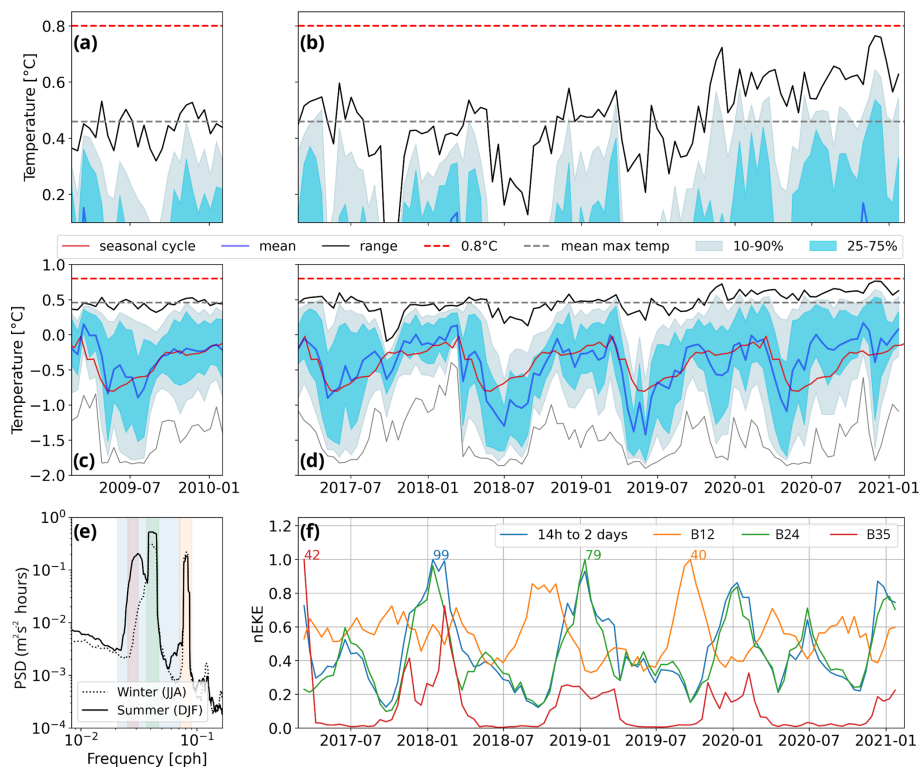 0.8
0.6
0.4
0.2
Temperature [°C]
(a)
(b)
seasonal cycle
mean
range
0.8°C
mean max temp
10-90%
25-75%
1.0
0.5
0.0
−0.5
−1.0
−1.5
−2.0
Temperature [°C]
(c)
(d)
2009-07
2010-01
2017-07
2018-01
2018-07
2019-01
2019-07
2020-01
2020-07
2021-01
10⁰
10⁻¹
10⁻²
10⁻³
10⁻⁴
PSD (m²s⁻² hours)
(e)
Winter (JJA)
Summer (DJF)
10⁻²
10⁻¹
Frequency [cph]
1.2
1.0
0.8
0.6
0.4
0.2
0.0
nEKE
(f)
14h to 2 days
B12
B24
B35
42
99
79
40
2017-07
2018-01
2018-07
2019-01
2019-07
2020-01
2020-07
2021-01